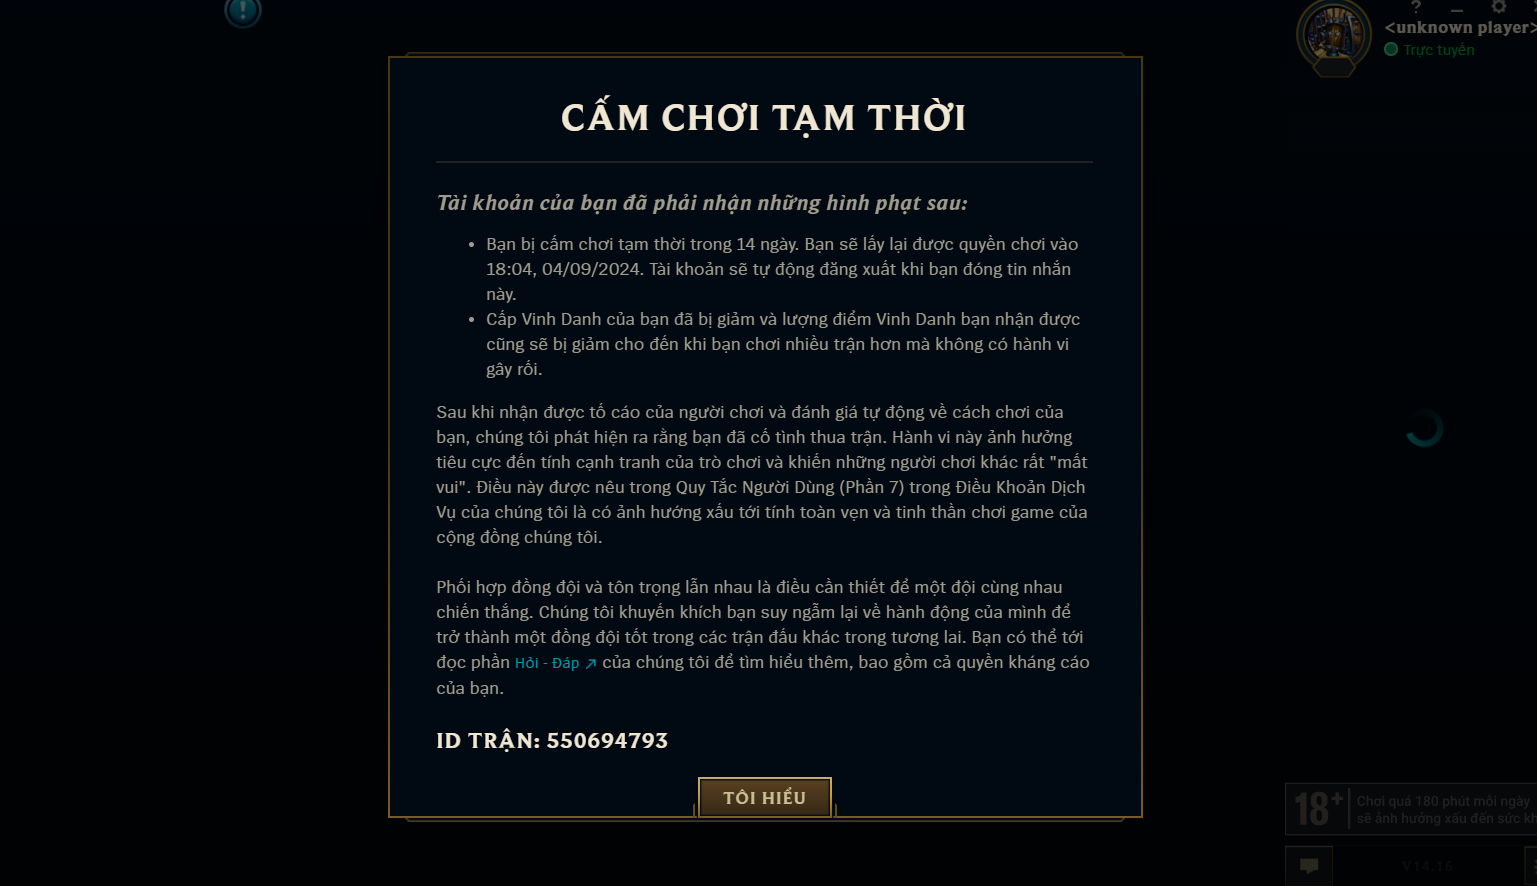 !
?
<unknown player>
Trực tuyến
CẤM CHƠI TẠM THỜI
Tài khoản của bạn đã phải nhận những hình phạt sau:
• Bạn bị cấm chơi tạm thời trong 14 ngày. Bạn sẽ lấy lại được quyền chơi vào
18:04, 04/09/2024. Tài khoản sẽ tự động đăng xuất khi bạn đóng tin nhắn
này.
• Cấp Vinh Danh của bạn đã bị giảm và lượng điểm Vinh Danh bạn nhận được
cũng sẽ bị giảm cho đến khi bạn chơi nhiều trận hơn mà không có hành vi
gây rối.
Sau khi nhận được tố cáo của người chơi và đánh giá tự động về cách chơi của
bạn, chúng tôi phát hiện ra rằng bạn đã cố tình thua trận. Hành vi này ảnh hưởng
tiêu cực đến tính cạnh tranh của trò chơi và khiến những người chơi khác rất "mất
vui". Điều này được nêu trong Quy Tắc Người Dùng (Phần 7) trong Điều Khoản Dịch
Vụ của chúng tôi là có ảnh hướng xấu tới tính toàn vẹn và tinh thần chơi game của
cộng đồng chúng tôi.
Phối hợp đồng đội và tôn trọng lẫn nhau là điều cần thiết để một đội cùng nhau
chiến thắng. Chúng tôi khuyến khích bạn suy ngẫm lại về hành động của mình để
trở thành một đồng đội tốt trong các trận đấu khác trong tương lai. Bạn có thể tới
đọc phần Hỏi - Đáp ↗ của chúng tôi để tìm hiểu thêm, bao gồm cả quyền kháng cáo
của bạn.
ID TRẬN: 550694793
TÔI HIỂU
18+
Chơi quá 180 phút mỗi ngày
sẽ ảnh hưởng xấu đến sức
V14.16